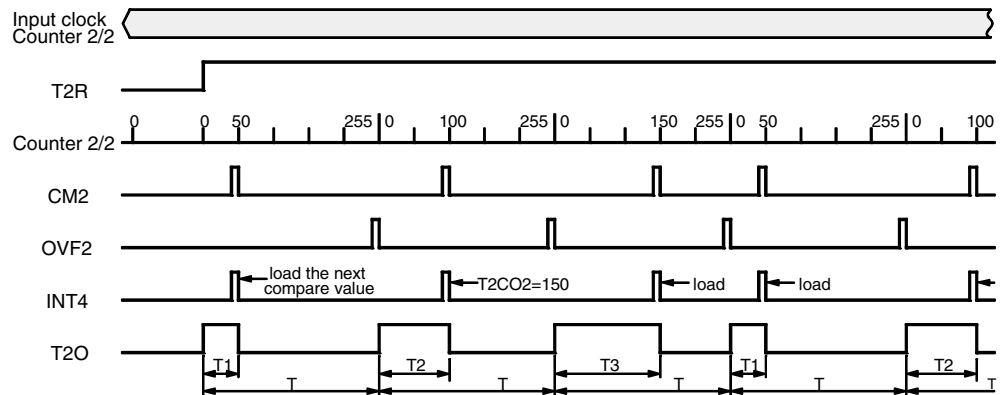 Input clock
Counter 2/2
T2R
0 0 50 255 0 100 255 0 150 255 0 50 255 0 100
Counter 2/2
CM2
OVF2
load the next
compare value
T2CO2=150
load
load
INT4
T2O
T1 T2 T3 T1 T2
T T T T T